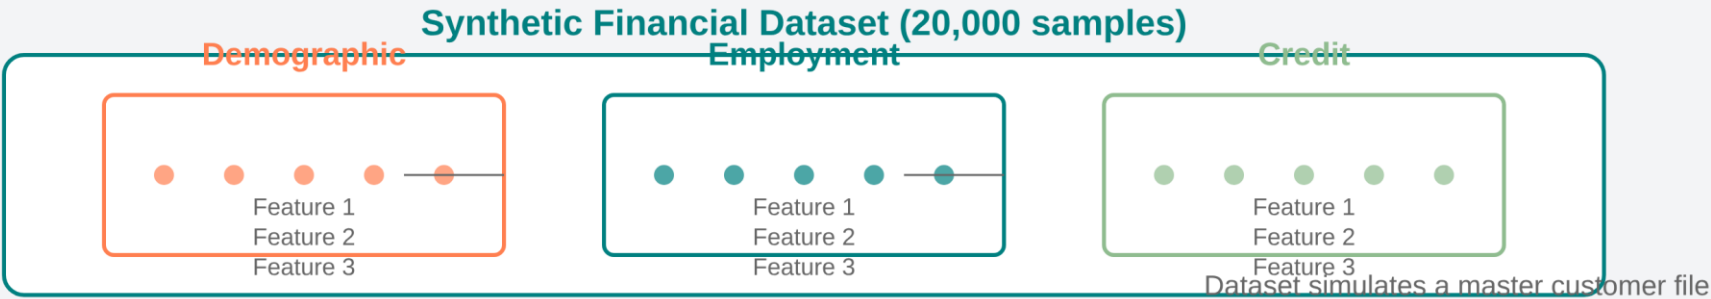 Synthetic Financial Dataset (20,000 samples)
Demographic
Employment
Credit
Feature 1
Feature 2
Feature 3
Feature 1
Feature 2
Feature 3
Feature 1
Feature 2
Feature 3
Dataset simulates a master customer file